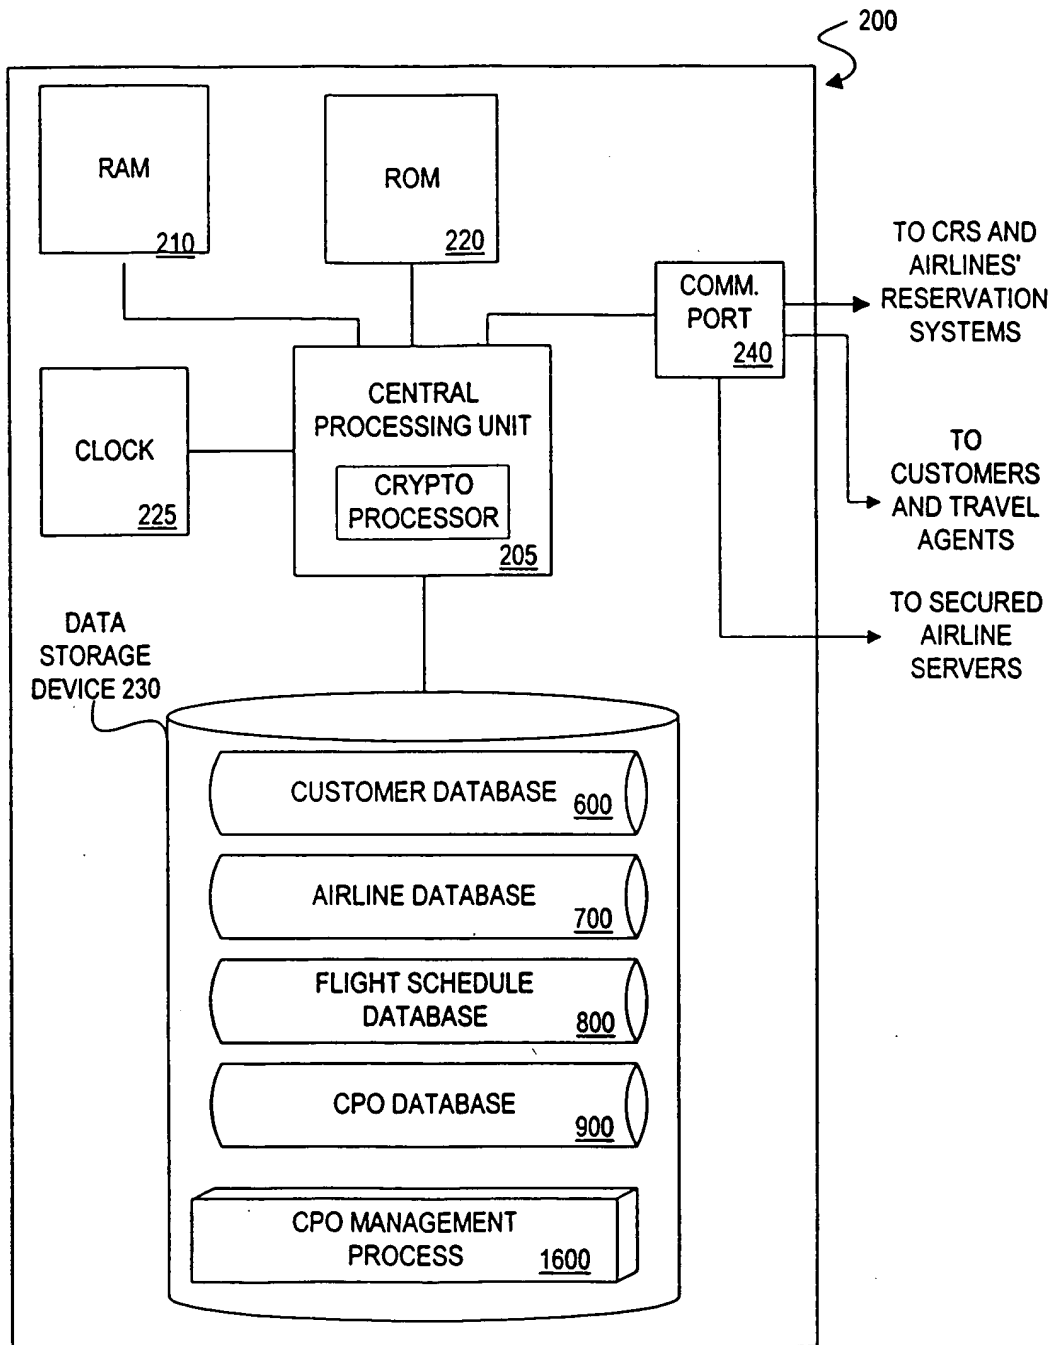 200
RAM
210
ROM
220
COMM.
PORT
240
TO CRS AND
AIRLINES'
RESERVATION
SYSTEMS
CLOCK
225
CENTRAL
PROCESSING UNIT
CRYPTO
PROCESSOR
205
TO
CUSTOMERS
AND TRAVEL
AGENTS
TO SECURED
AIRLINE
SERVERS
DATA
STORAGE
DEVICE 230
CUSTOMER DATABASE
600
AIRLINE DATABASE
700
FLIGHT SCHEDULE
DATABASE
800
CPO DATABASE
900
CPO MANAGEMENT
PROCESS
1600